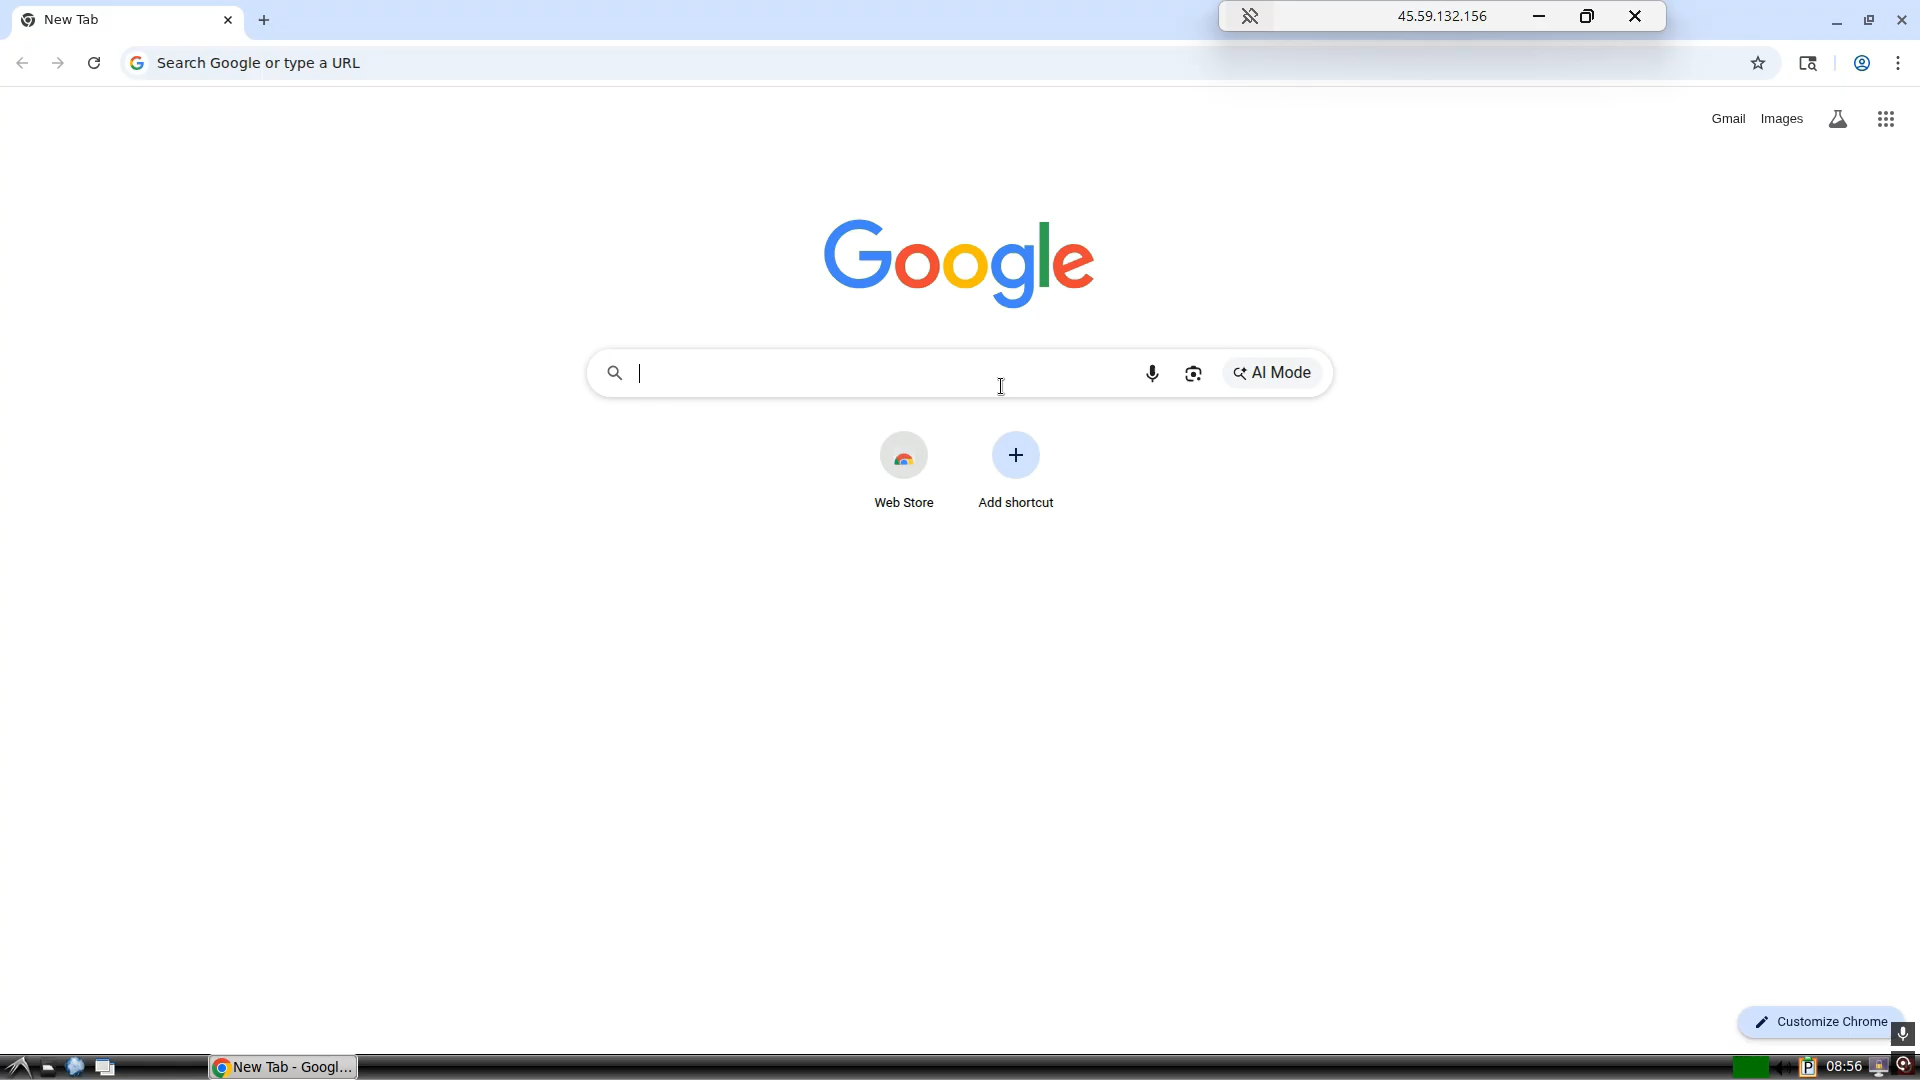 New Tab
45.59.132.156
Search Google or type a URL
Gmail Images
Google
AI Mode
Web Store
Add shortcut
Customize Chrome
New Tab - Googl...
P
08:56